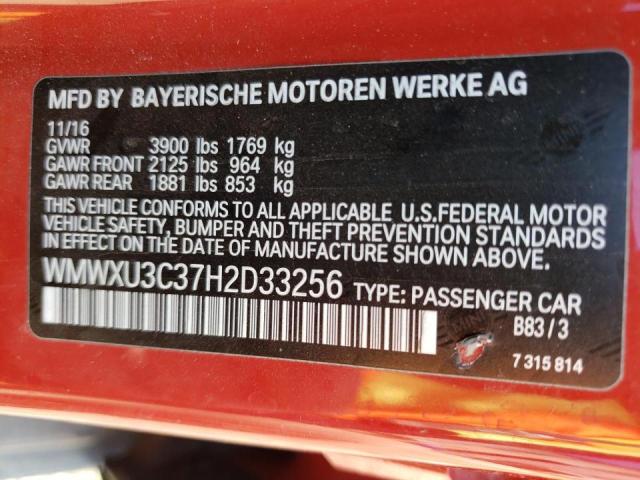 MFD BY BAYERISCHE MOTOREN WERKE AG
11/16
GVWR 3900 lbs 1769 kg
GAWR FRONT 2125 lbs 964 kg
GAWR REAR 1881 lbs 853 kg
THIS VEHICLE CONFORMS TO ALL APPLICABLE U.S.FEDERAL MOTOR
VEHICLE SAFETY, BUMPER AND THEFT PREVENTION STANDARDS
IN EFFECT ON THE DATE OF MANUFACTURE SHOWN ABOVE.
WMWXU3C37H2D33256 TYPE: PASSENGER CAR
B83/3
7 315 814